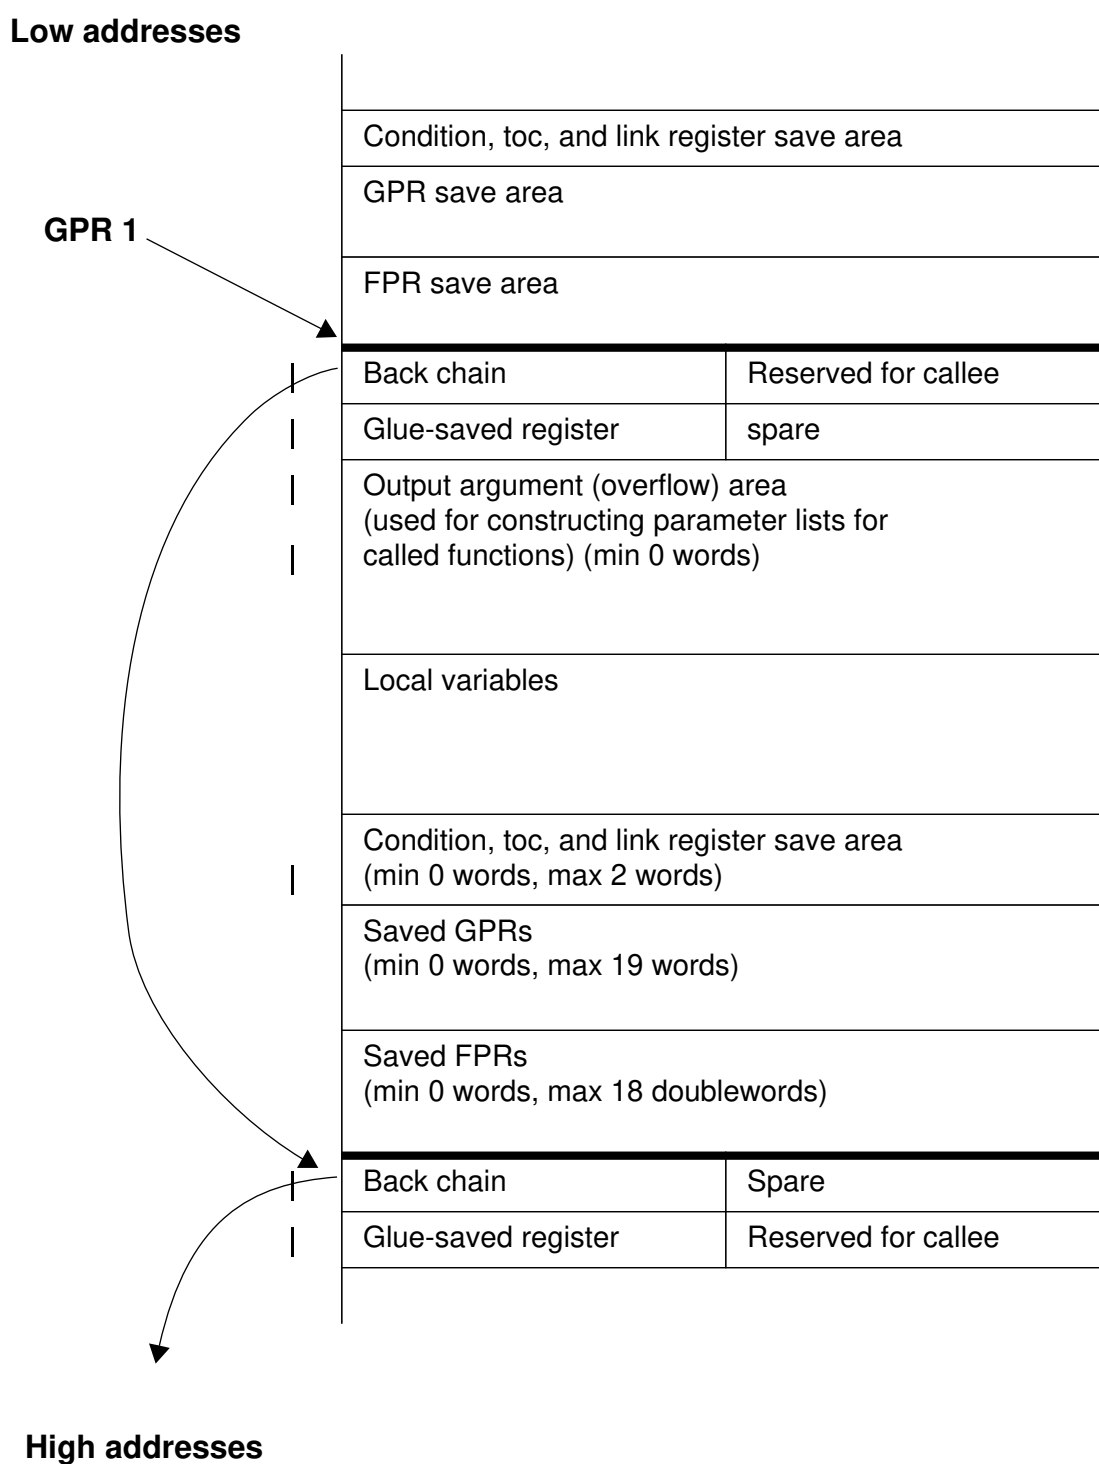 Low addresses
Condition, toc, and link register save area
GPR save area
GPR 1
FPR save area
Back chain
Reserved for callee
Glue-saved register
spare
Output argument (overflow) area
(used for constructing parameter lists for
called functions) (min 0 words)
Local variables
Condition, toc, and link register save area
(min 0 words, max 2 words)
Saved GPRs
(min 0 words, max 19 words)
Saved FPRs
(min 0 words, max 18 doublewords)
Back chain
Spare
Glue-saved register
Reserved for callee
High addresses